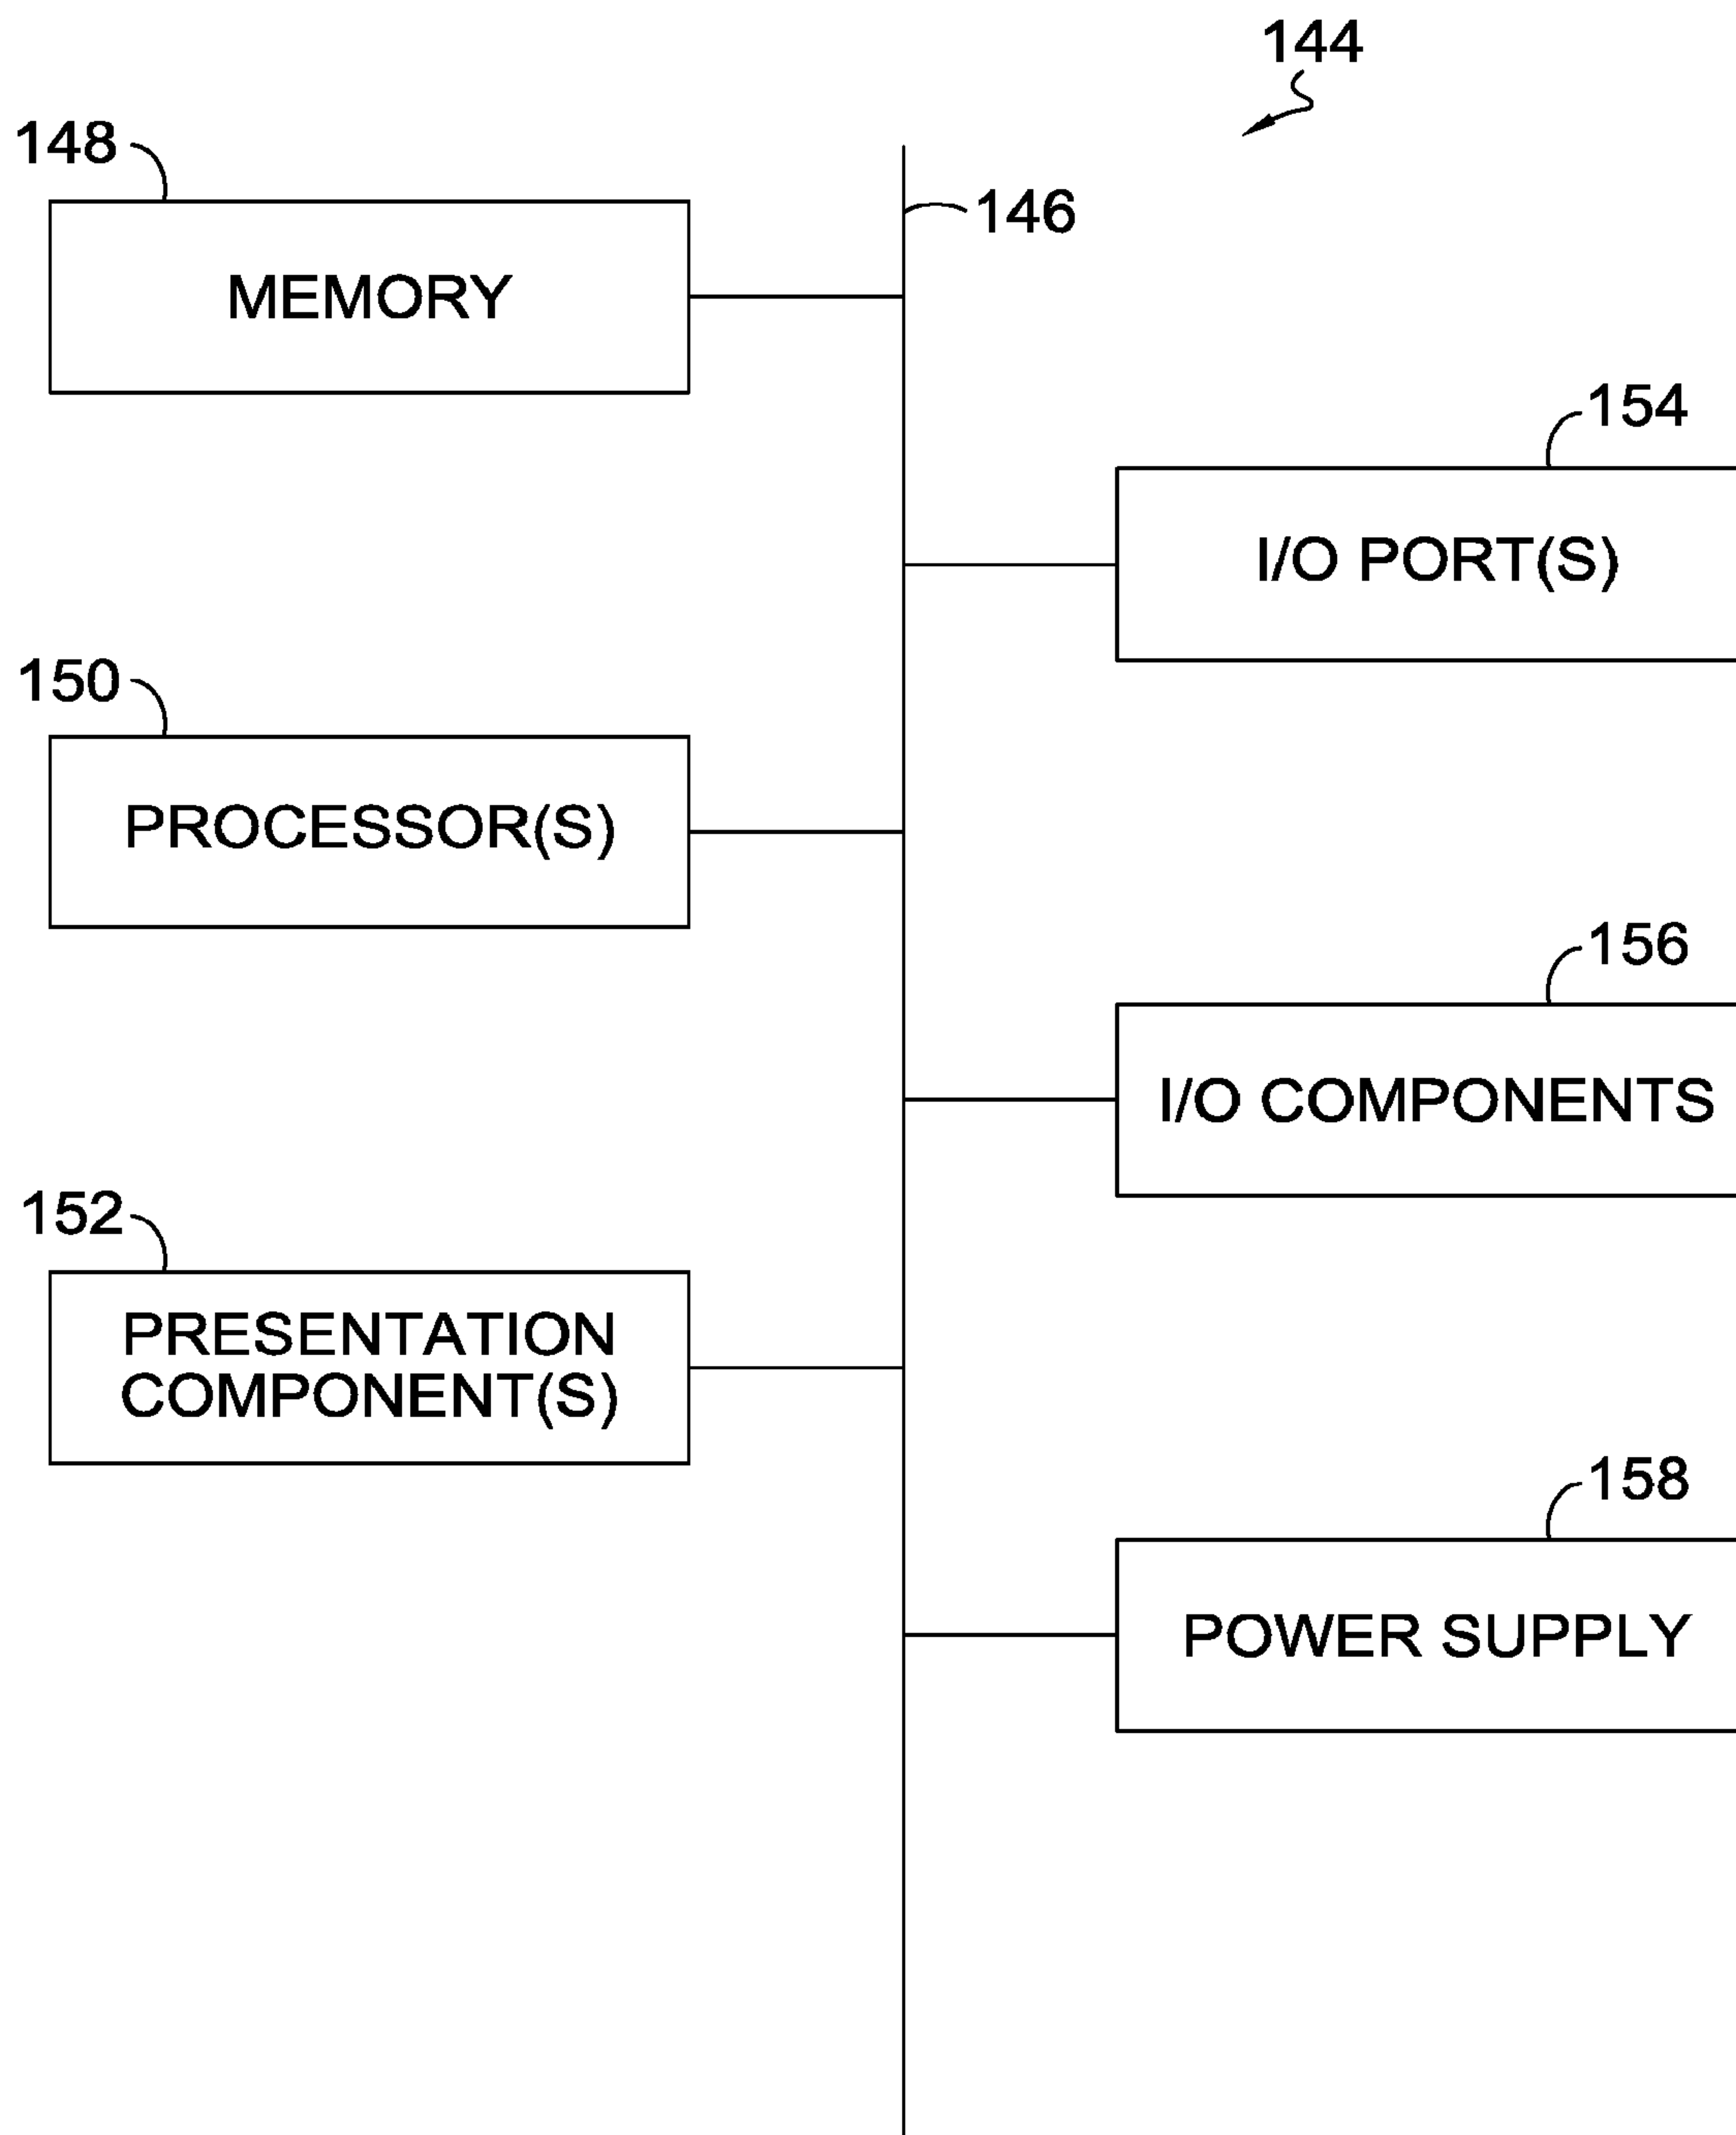 144
148
146
MEMORY
154
I/O PORT(S)
150
PROCESSOR(S)
156
I/O COMPONENTS
152
PRESENTATION
COMPONENT(S)
158
POWER SUPPLY